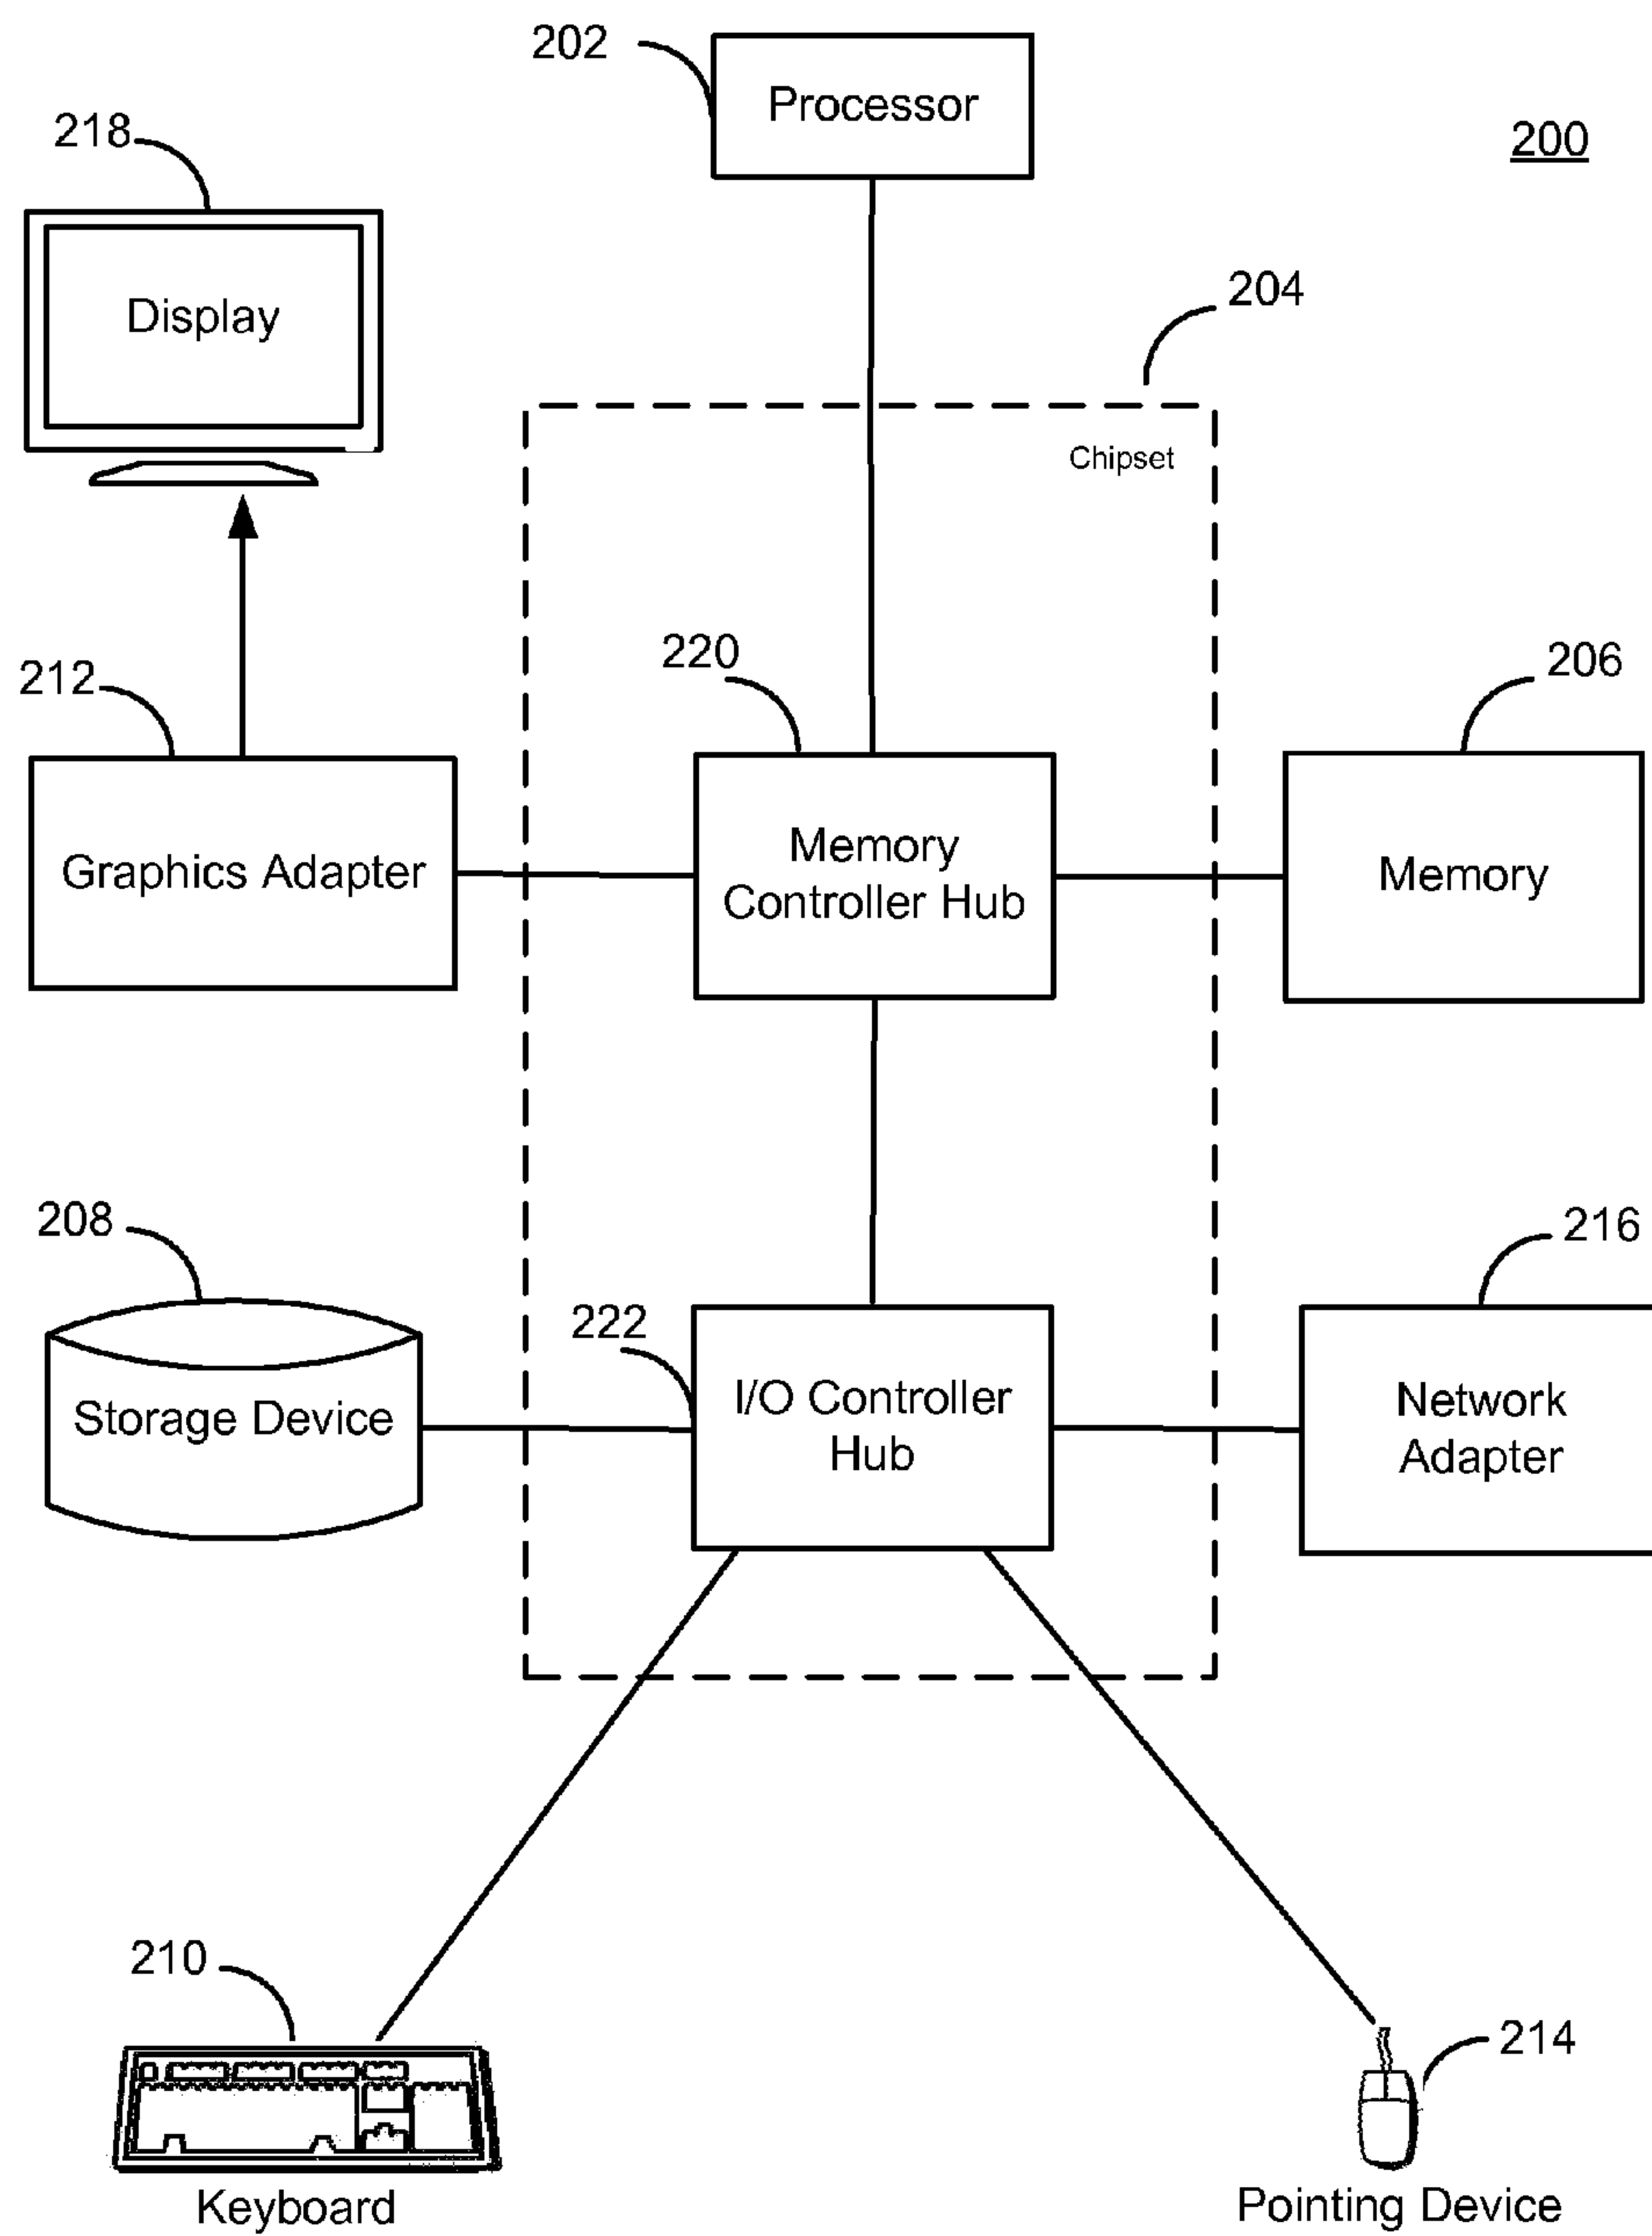 202
Processor
200
218
Display
204
Chipset
212
220
206
Graphics Adapter
Memory
Controller Hub
Memory
208
222
216
Storage Device
I/O Controller
Hub
Network
Adapter
210
214
Keyboard
Pointing Device